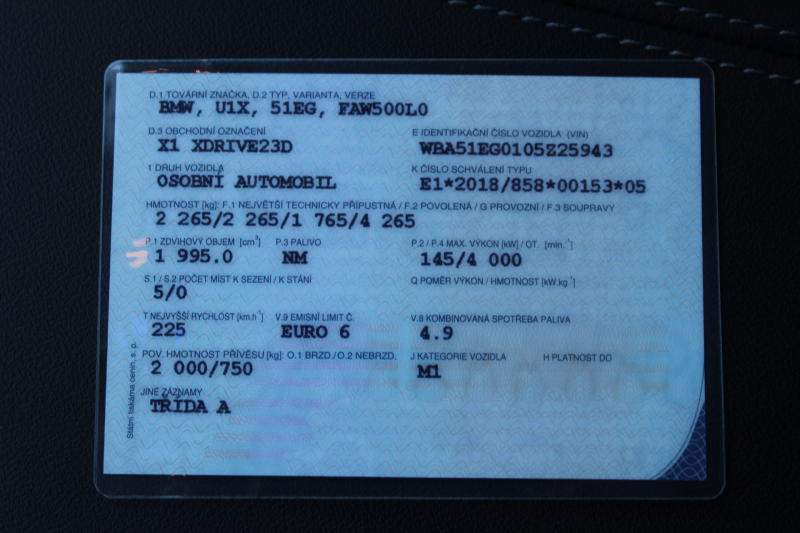 D.1 TOVÁRNÍ ZNAČKA, D.2 TYP, VARIANTA, VERZE
BMW, U1X, 51EG, FAW500L0
D.3 OBCHODNÍ OZNAČENÍ E IDENTIFIKAČNÍ ČÍSLO VOZIDLA (VIN)
X1 XDRIVE23D WBA51EG0105Z25943
1 DRUH VOZIDLA K ČÍSLO SCHVÁLENÍ TYPU
OSOBNÍ AUTOMOBIL E1*2018/858*00153*05
HMOTNOST [kg]: F.1 NEJVĚTŠÍ TECHNICKY PŘÍPUSTNÁ / F.2 POVOLENÁ / G PROVOZNÍ / F.3 SOUPRAVY
2 265/2 265/1 765/4 265
P.1 ZDVIHOVÝ OBJEM [cm³] P.3 PALIVO P.2 / P.4 MAX. VÝKON [kW] / OT. [min.⁻¹]
1 995.0 NM 145/4 000
S.1 / S.2 POČET MÍST K SEZENÍ / K STÁNÍ Q POMĚR VÝKON / HMOTNOST [kW.kg⁻¹]
5/0
T NEJVYŠŠÍ RYCHLOST [km.h⁻¹] V.9 EMISNÍ LIMIT Č. V.8 KOMBINOVANÁ SPOTŘEBA PALIVA
225 EURO 6 4.9
POV. HMOTNOST PŘÍVĚSU [kg]: O.1 BRZD./O.2 NEBRZD. J KATEGORIE VOZIDLA H PLATNOST DO
2 000/750 M1
JINÉ ZÁZNAMY
TŘÍDA A
Státní tiskárna cenin, s. p.